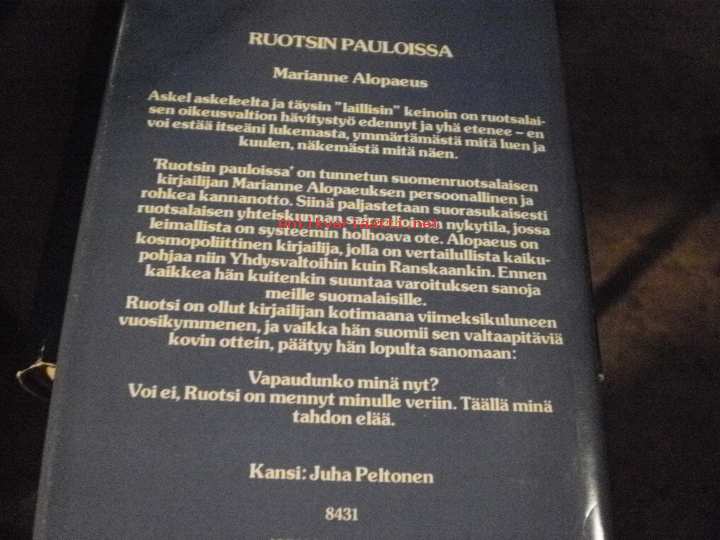 RUOTSIN PAULOISSA
Marianne Alopaeus
Askel askeleelta ja täysin "laillisin" keinoin on ruotsalai-
sen oikeusvaltion hävitystyö edennyt ja yhä etenee – en
voi estää itseäni lukemasta, ymmärtämästä mitä luen ja
kuulen, näkemästä mitä näen.
'Ruotsin pauloissa' on tunnetun suomenruotsalaisen
kirjailijan Marianne Alopaeuksen persoonallinen ja
rohkea kannanotto. Siinä paljastetaan suorasukaisesti
ruotsalaisen yhteiskunnan sairaalloinen nykytila, jossa
leimallista on systeemin holhoava ote. Alopaeus on
kosmopoliittinen kirjailija, jolla on vertailullista kaiku-
pohjaa niin Yhdysvaltoihin kuin Ranskaankin. Ennen
kaikkea hän kuitenkin suuntaa varoituksen sanoja
meille suomalaisille.
Ruotsi on ollut kirjailijan kotimaana viimeksikuluneen
vuosikymmenen, ja vaikka hän suomii sen valtaapitäviä
kovin ottein, päätyy hän lopulta sanomaan:
Vapaudunko minä nyt?
Voi ei, Ruotsi on mennyt minulle veriin. Täällä minä
tahdon elää.
Kansi: Juha Peltonen
8431